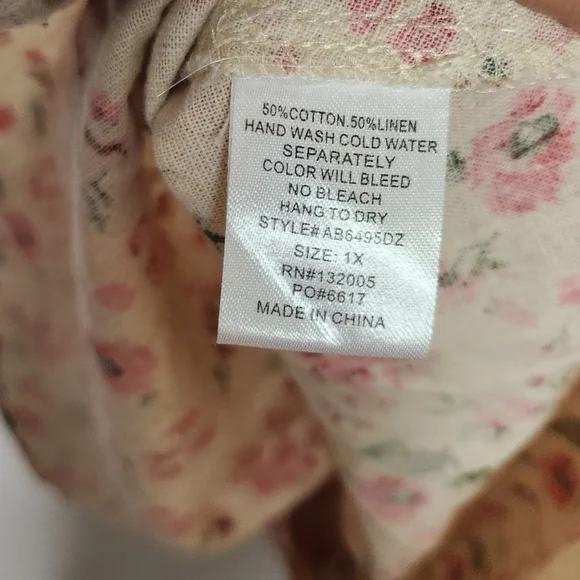 50%COTTON.50%LINEN
HAND WASH COLD WATER
SEPARATELY
COLOR WILL BLEED
NO BLEACH
HANG TO DRY
STYLE# AB6495DZ
SIZE: 1X
RN#132005
PO#6617
MADE IN CHINA